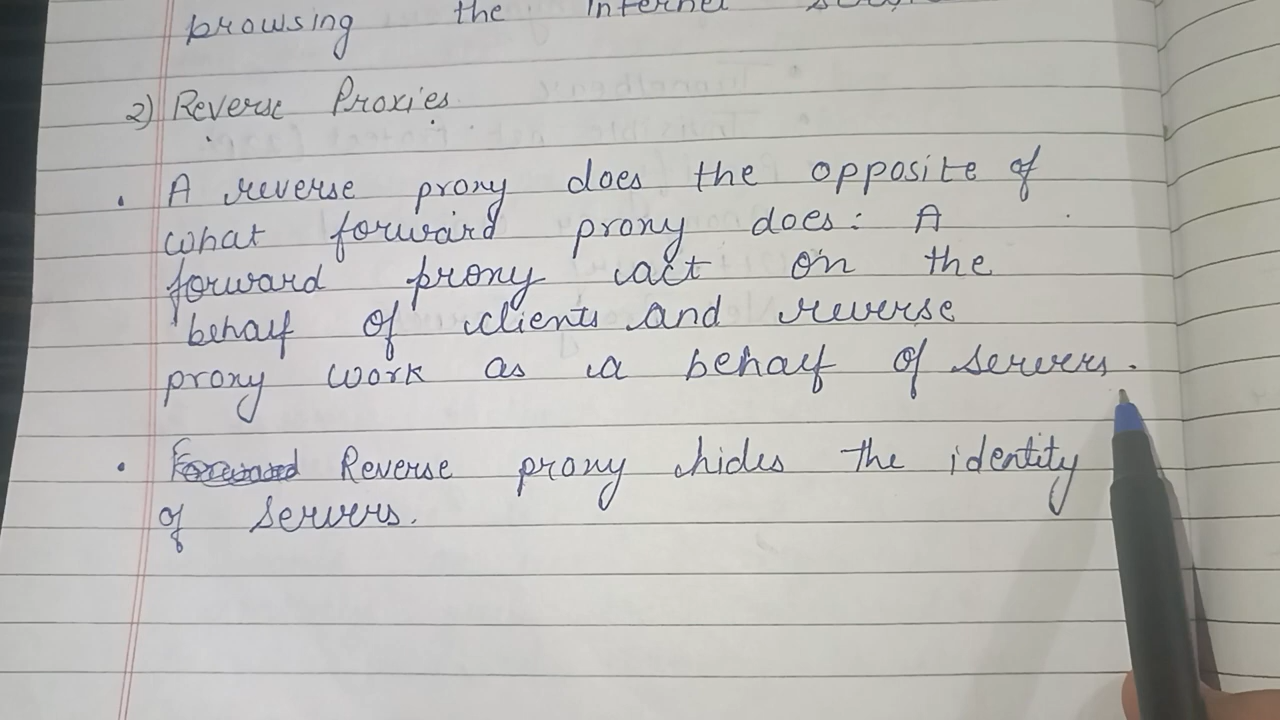 browsing the Internet
2) Reverse Proxies
. A reverse proxy does the opposite of
what forward proxy does: A
forward proxy act on the
behalf of clients and reverse
proxy work as a behalf of servers.
. Forward Reverse proxy hides the identity
of servers.